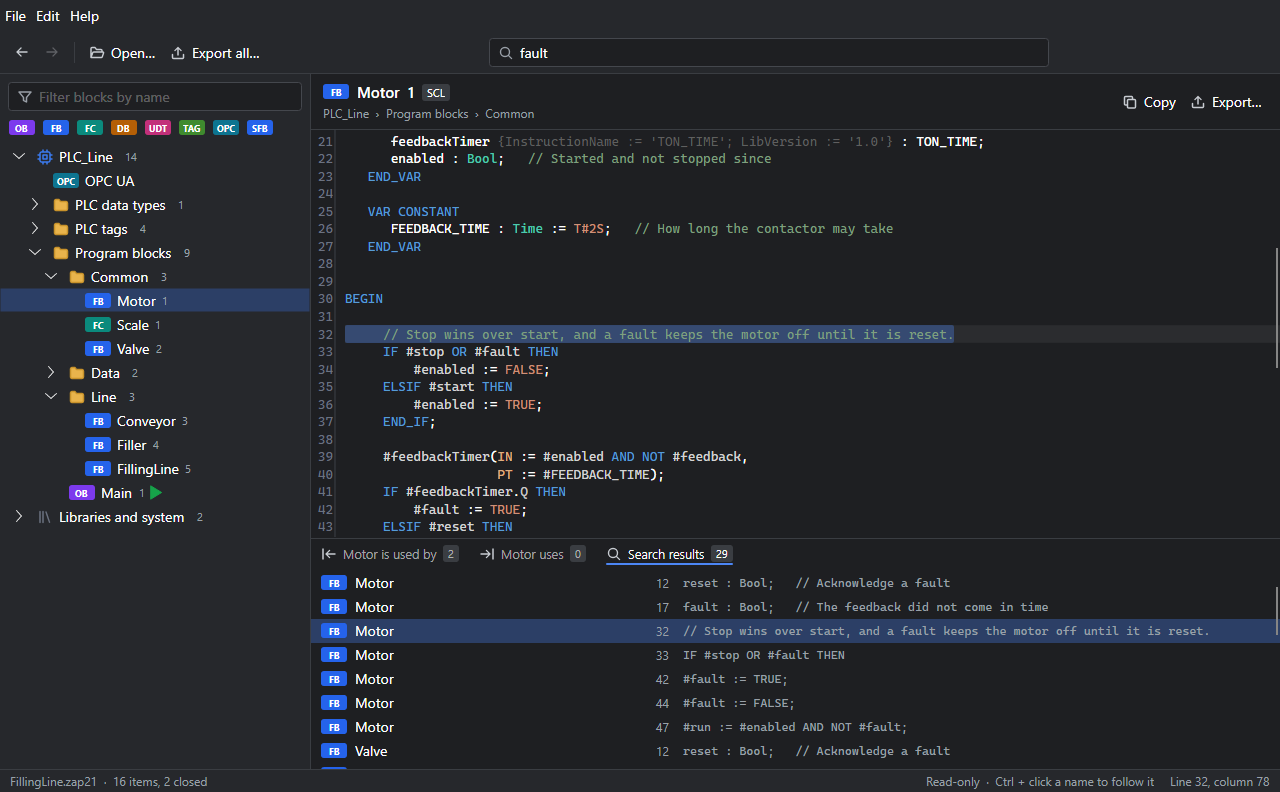 File Edit Help
Open... Export all... fault
Filter blocks by name
OB FB FC DB UDT TAG OPC SFB
PLC_Line 14
OPC OPC UA
PLC data types 1
PLC tags 4
Program blocks 9
Common 3
FB Motor 1
FC Scale 1
FB Valve 2
Data 2
Line 3
FB Conveyor 3
FB Filler 4
FB FillingLine 5
OB Main 1
Libraries and system 2
FB Motor 1 SCL
PLC_Line › Program blocks › Common
Copy Export...
21 feedbackTimer {InstructionName := 'TON_TIME'; LibVersion := '1.0'} : TON_TIME;
22 enabled : Bool; // Started and not stopped since
23 END_VAR
24
25 VAR CONSTANT
26 FEEDBACK_TIME : Time := T#2S; // How long the contactor may take
27 END_VAR
28
29
30 BEGIN
31
32 // Stop wins over start, and a fault keeps the motor off until it is reset.
33 IF #stop OR #fault THEN
34 #enabled := FALSE;
35 ELSIF #start THEN
36 #enabled := TRUE;
37 END_IF;
38
39 #feedbackTimer(IN := #enabled AND NOT #feedback,
40 PT := #FEEDBACK_TIME);
41 IF #feedbackTimer.Q THEN
42 #fault := TRUE;
43 ELSIF #reset THEN
Motor is used by 2 Motor uses 0 Search results 29
FB Motor 12 reset : Bool; // Acknowledge a fault
FB Motor 17 fault : Bool; // The feedback did not come in time
FB Motor 32 // Stop wins over start, and a fault keeps the motor off until it is reset.
FB Motor 33 IF #stop OR #fault THEN
FB Motor 42 #fault := TRUE;
FB Motor 44 #fault := FALSE;
FB Motor 47 #run := #enabled AND NOT #fault;
FB Valve 12 reset : Bool; // Acknowledge a fault
FillingLine.zap21 · 16 items, 2 closed
Read-only · Ctrl + click a name to follow it Line 32, column 78